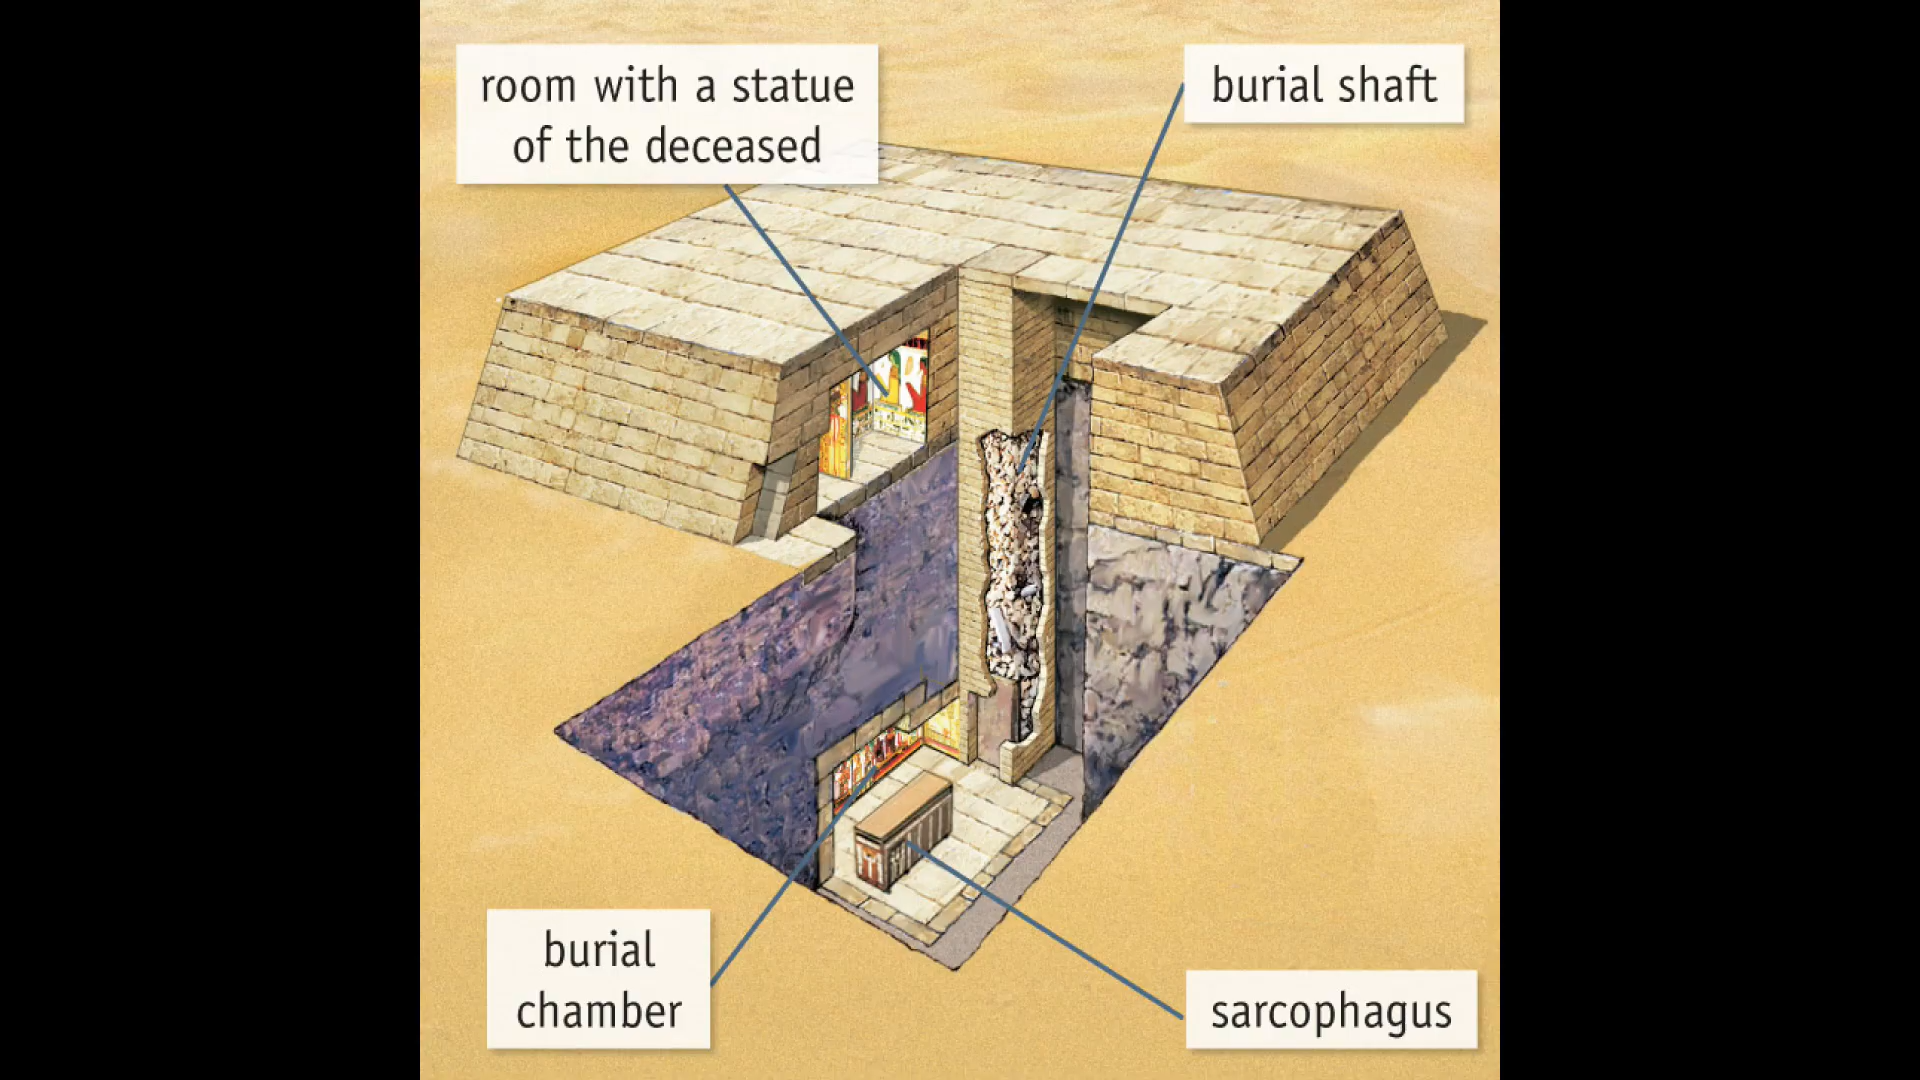 room with a statue
of the deceased
burial shaft
burial
chamber
sarcophagus